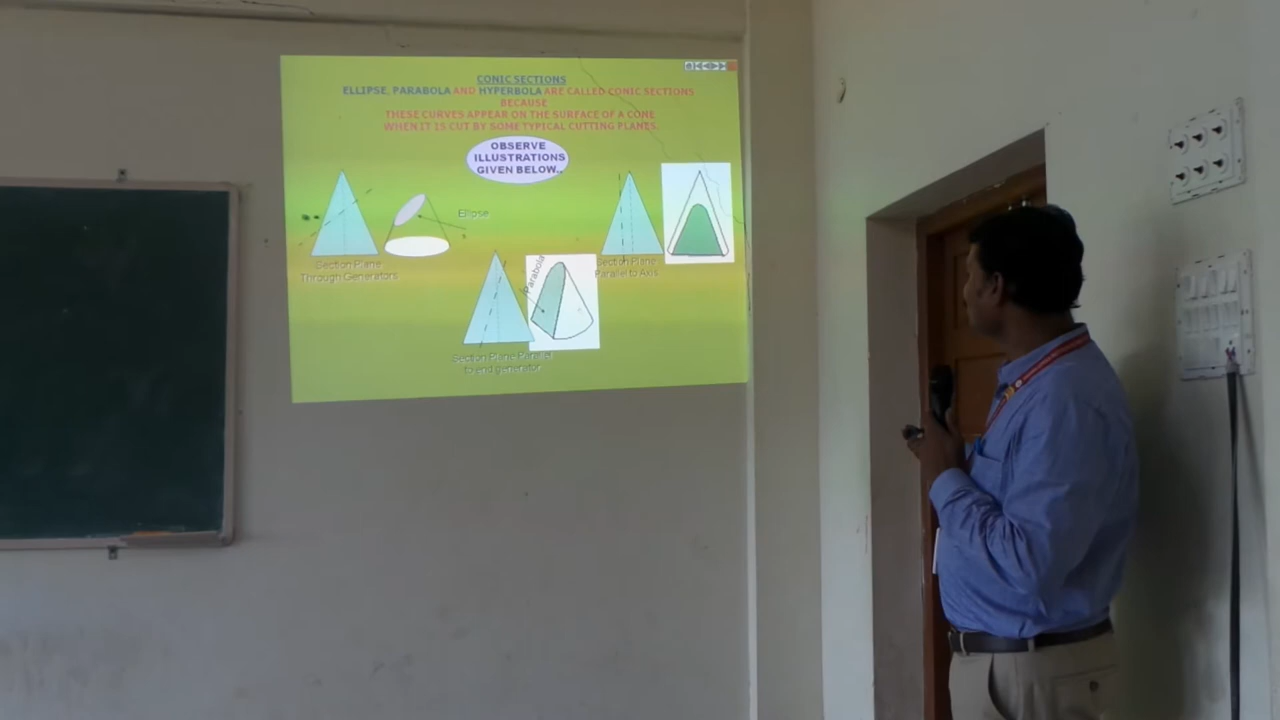 CONIC SECTIONS
ELLIPSE, PARABOLA AND HYPERBOLA ARE CALLED CONIC SECTIONS
BECAUSE
THESE CURVES APPEAR ON THE SURFACE OF A CONE
WHEN IT IS CUT BY SOME TYPICAL CUTTING PLANES.
OBSERVE
ILLUSTRATIONS
GIVEN BELOW..
Ellipse
Section Plane
Through Generators
Section Plane
Parallel to Axis
Parabola
Section Plane Parallel
to end generator